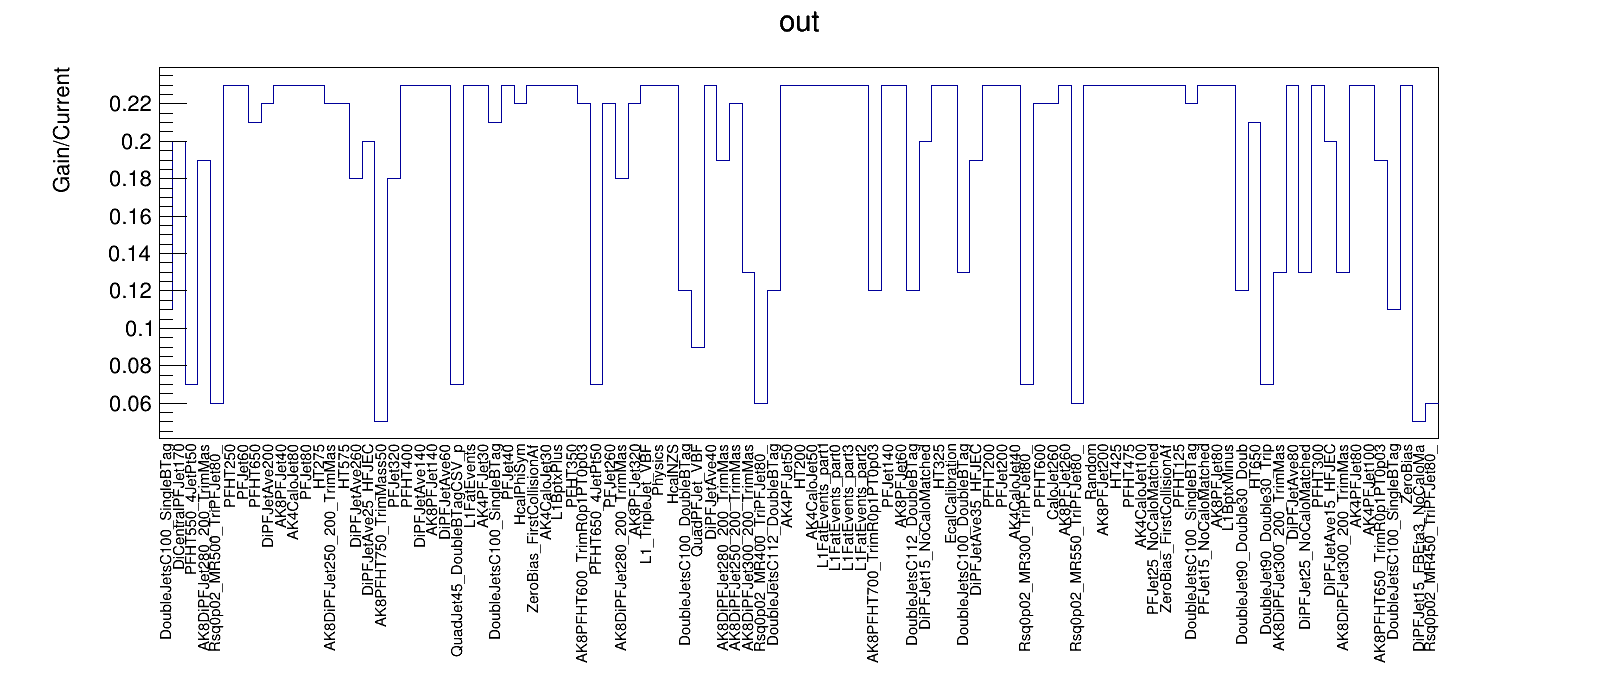 out
Gain/Current
0.22
0.2
0.18
0.16
0.14
0.12
0.1
0.08
0.06
DoubleJetsC100_SingleBTag
DiCentralPFJet170
PFHT550_4JetPt50
AK8DiPFJet280_200_TrimMas
Rsq0p02_MR500_TriPFJet80_
PFHT250
PFJet60
PFHT650
DiPFJetAve200
AK8PFJet40
AK4CaloJet80
PFJet80
HT275
AK8DiPFJet250_200_TrimMas
HT575
DiPFJetAve260
DiPFJetAve25_HFJEC
AK8PFHT750_TrimMass50
PFJet320
PFHT400
DiPFJetAve140
AK8PFJet140
DiPFJetAve60
QuadJet45_DoubleBTagCSV_p
L1FatEvents
AK4PFJet30
DoubleJetsC100_SingleBTag
PFJet40
HcalPhiSym
ZeroBias_FirstCollisionAf
AK4CaloJet30
L1BptxPlus
PFHT350
AK8PFHT600_TrimR0p1PT0p03
PFHT650_4JetPt50
PFJet260
AK8DiPFJet280_200_TrimMas
AK8PFJet320
L1_TripleJet_VBF
Physics
HcalNZS
DoubleJetsC100_DoubleBTag
QuadPFJet_VBF
DiPFJetAve40
AK8DiPFJet280_200_TrimMas
AK8DiPFJet250_200_TrimMas
AK8DiPFJet300_200_TrimMas
Rsq0p02_MR400_TriPFJet80_
DoubleJetsC112_DoubleBTag
AK4PFJet50
HT200
AK4CaloJet50
L1FatEvents_part1
L1FatEvents_part0
L1FatEvents_part3
L1FatEvents_part2
AK8PFHT700_TrimR0p1PT0p03
PFJet140
AK8PFJet60
DoubleJetsC112_DoubleBTag
DiPFJet15_NoCaloMatched
HT325
EcalCalibration
DoubleJetsC100_DoubleBTag
DiPFJetAve35_HFJEC
PFHT200
PFJet200
AK4CaloJet40
Rsq0p02_MR300_TriPFJet80_
PFHT600
CaloJet260
AK8PFJet260
Rsq0p02_MR550_TriPFJet80_
Random
AK8PFJet200
HT425
PFHT475
AK4CaloJet100
PFJet25_NoCaloMatched
ZeroBias_FirstCollisionAf
PFHT125
DoubleJetsC100_SingleBTag
PFJet15_NoCaloMatched
AK8PFJet80
L1BptxMinus
DoubleJet90_Double30_Doub
HT650
DoubleJet90_Double30_Trip
AK8DiPFJet300_200_TrimMas
DiPFJetAve80
DiPFJet25_NoCaloMatched
PFHT300
DiPFJetAve15_HFJEC
AK8DiPFJet300_200_TrimMas
AK4PFJet80
AK4PFJet100
AK8PFHT650_TrimR0p1PT0p03
DoubleJetsC100_SingleBTag
ZeroBias
DiPFJet15_FBEta3_NoCaloMa
Rsq0p02_MR450_TriPFJet80_